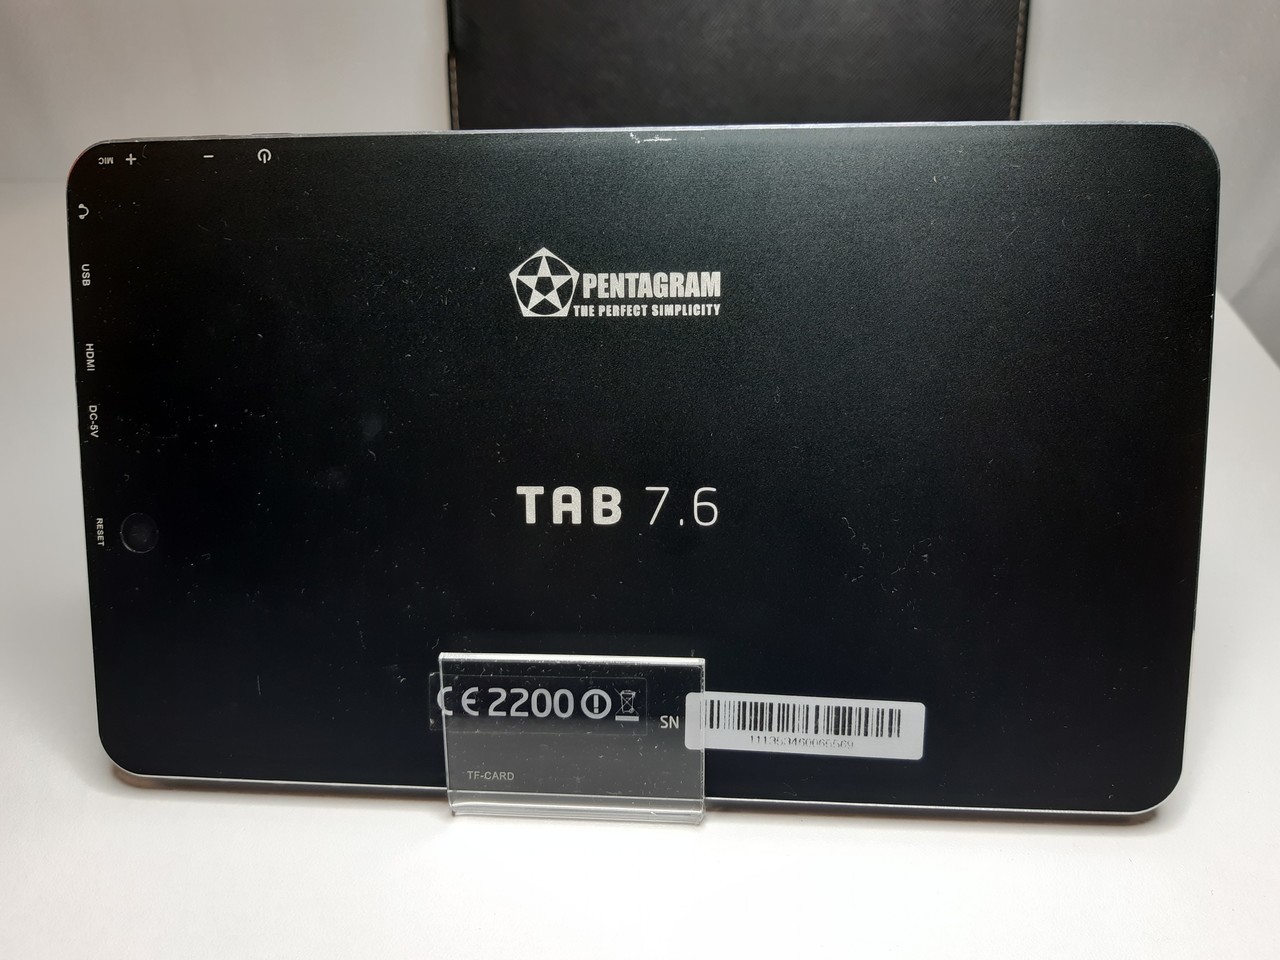 MIC + −
USB
HDMI
DC-5V
RESET
PENTAGRAM
THE PERFECT SIMPLICITY
TAB 7.6
CE 2200
SN
TF-CARD